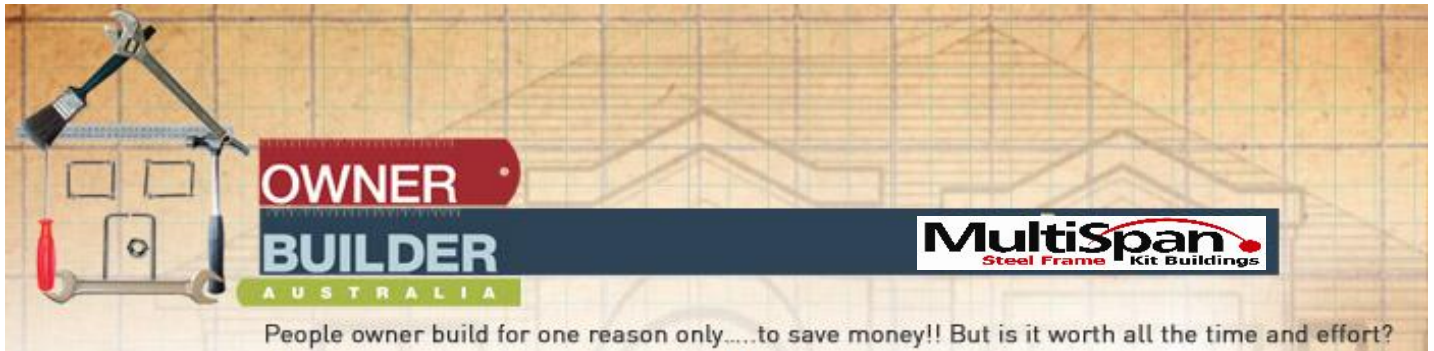 OWNER
BUILDER
AUSTRALIA
MultiSpan
Steel Frame Kit Buildings
People owner build for one reason only.....to save money!! But is it worth all the time and effort?